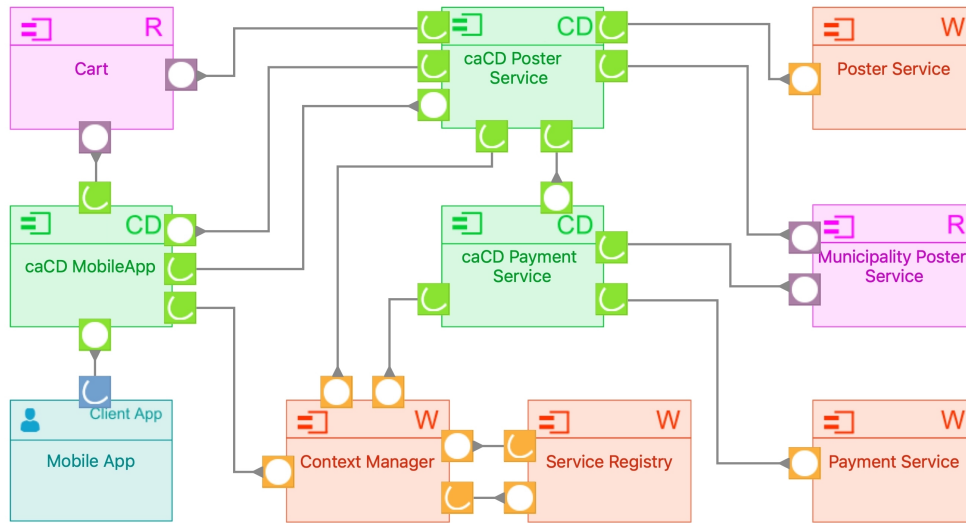 R
Cart
CD
caCD Poster
Service
W
Poster Service
CD
caCD MobileApp
CD
caCD Payment
Service
R
Municipality Poster
Service
Client App
Mobile App
W
Context Manager
W
Service Registry
W
Payment Service